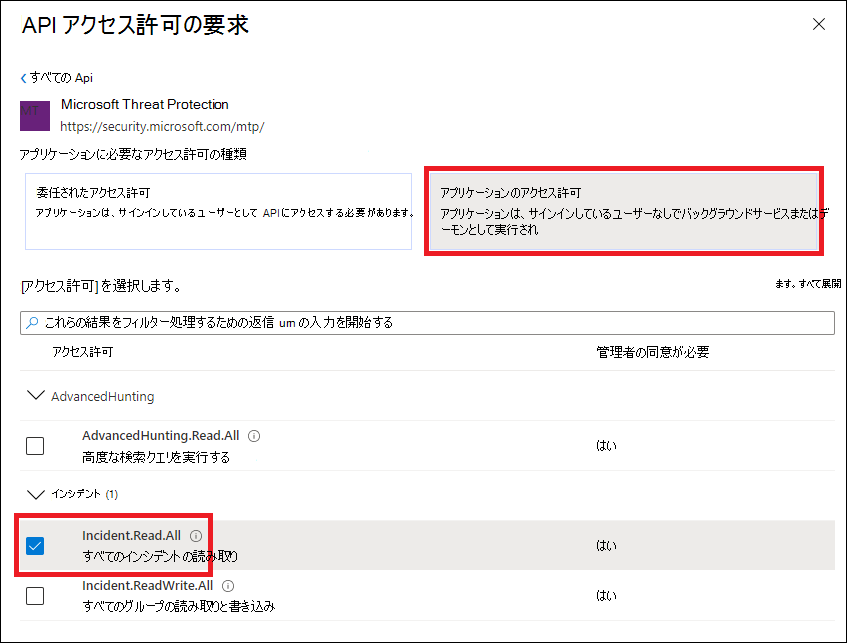 API アクセス許可の要求
すべての Api
MT
Microsoft Threat Protection
https://security.microsoft.com/mtp/
アプリケーションに必要なアクセス許可の種類
委任されたアクセス許可
アプリケーションは、サインインしているユーザーとして API にアクセスする必要があります。
アプリケーションのアクセス許可
アプリケーションは、サインインしているユーザーなしでバックグラウンドサービスまたはデ
ーモンとして実行され
[アクセス許可] を選択します。
ます。すべて展開
これらの結果をフィルター処理するための返信 um の入力を開始する
アクセス許可
管理者の同意が必要
AdvancedHunting
AdvancedHunting.Read.All
高度な検索クエリを実行する
はい
インシデント (1)
Incident.Read.All
すべてのインシデントの読み取り
はい
Incident.ReadWrite.All
すべてのグループの読み取りと書き込み
はい